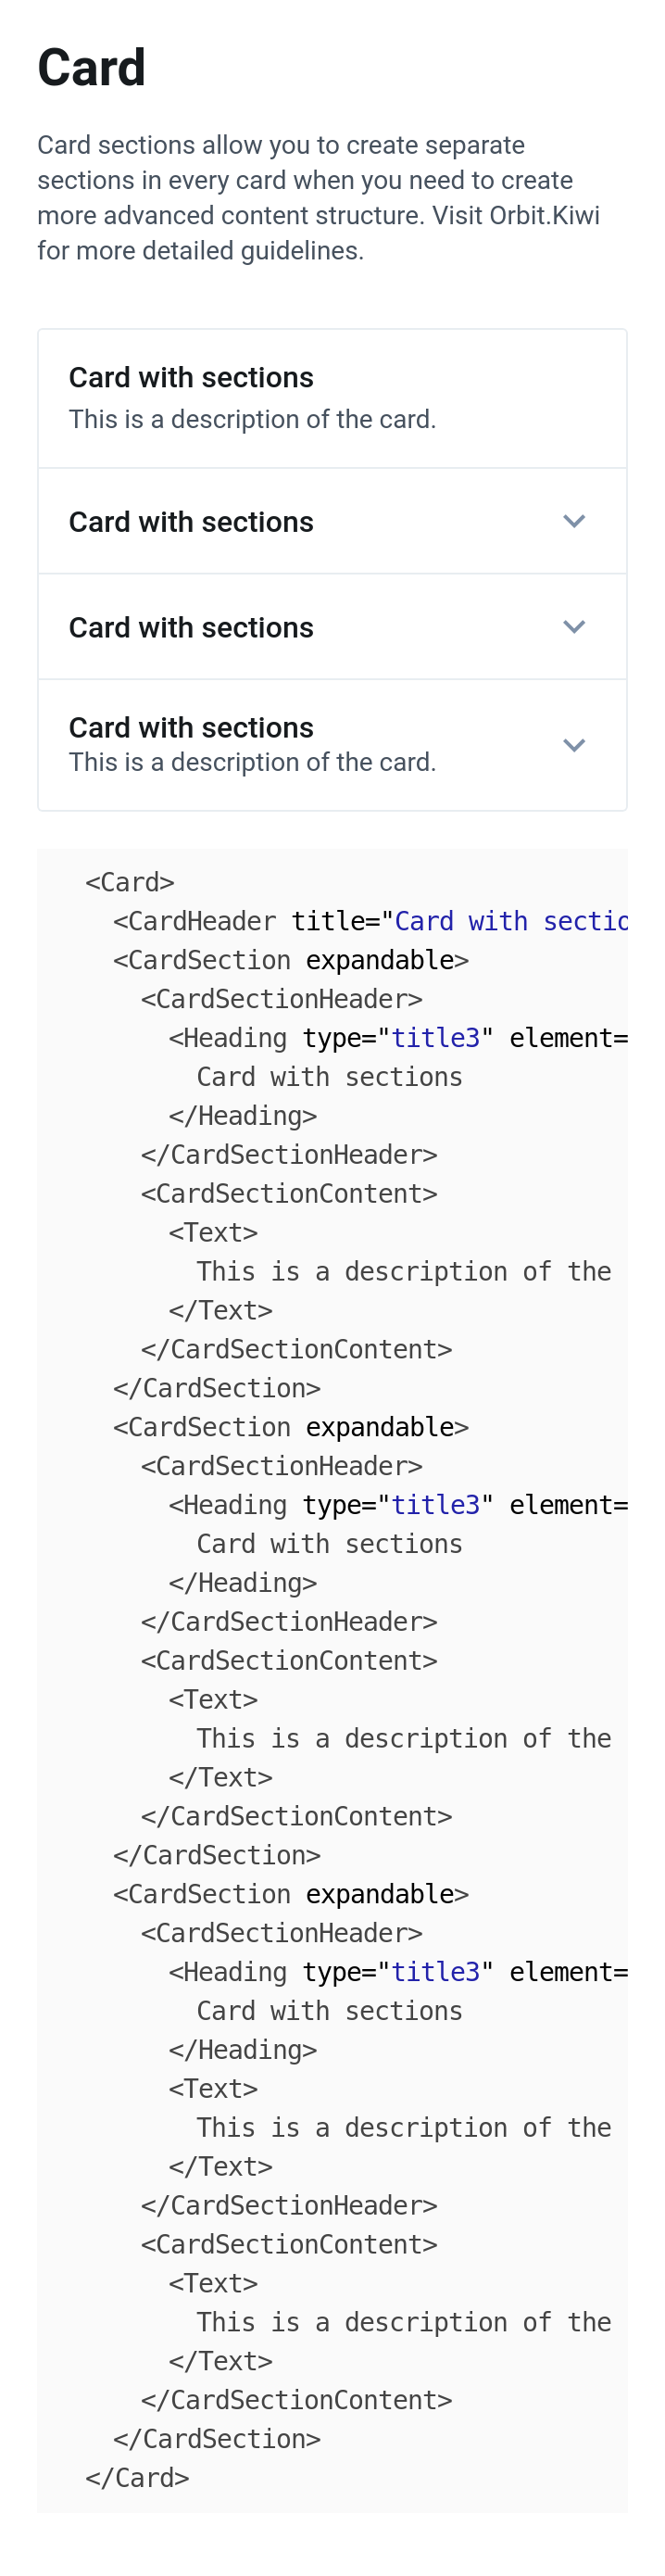 Card
Card sections allow you to create separate
sections in every card when you need to create
more advanced content structure. Visit Orbit.Kiwi
for more detailed guidelines.
Card with sections
This is a description of the card.
Card with sections
Card with sections
Card with sections
This is a description of the card.
<Card>
<CardHeader title="Card with sectio
<CardSection expandable>
<CardSectionHeader>
<Heading type="title3" element=
Card with sections
</Heading>
</CardSectionHeader>
<CardSectionContent>
<Text>
This is a description of the
</Text>
</CardSectionContent>
</CardSection>
<CardSection expandable>
<CardSectionHeader>
<Heading type="title3" element=
Card with sections
</Heading>
</CardSectionHeader>
<CardSectionContent>
<Text>
This is a description of the
</Text>
</CardSectionContent>
</CardSection>
<CardSection expandable>
<CardSectionHeader>
<Heading type="title3" element=
Card with sections
</Heading>
<Text>
This is a description of the
</Text>
</CardSectionHeader>
<CardSectionContent>
<Text>
This is a description of the
</Text>
</CardSectionContent>
</CardSection>
</Card>